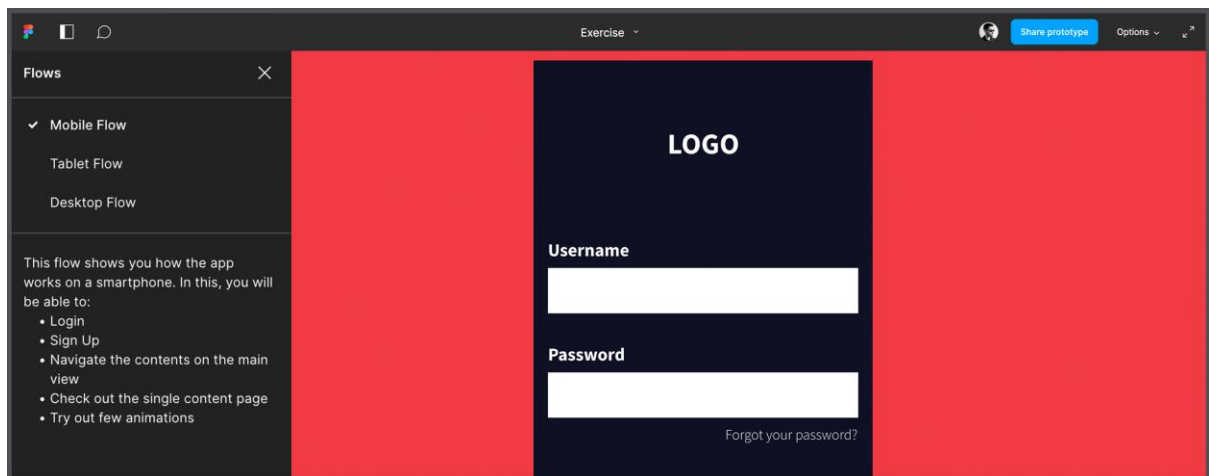 Exercise
Share prototype
Options
Flows
Mobile Flow
Tablet Flow
Desktop Flow
This flow shows you how the app
works on a smartphone. In this, you will
be able to:
• Login
• Sign Up
• Navigate the contents on the main
view
• Check out the single content page
• Try out few animations
LOGO
Username
Password
Forgot your password?